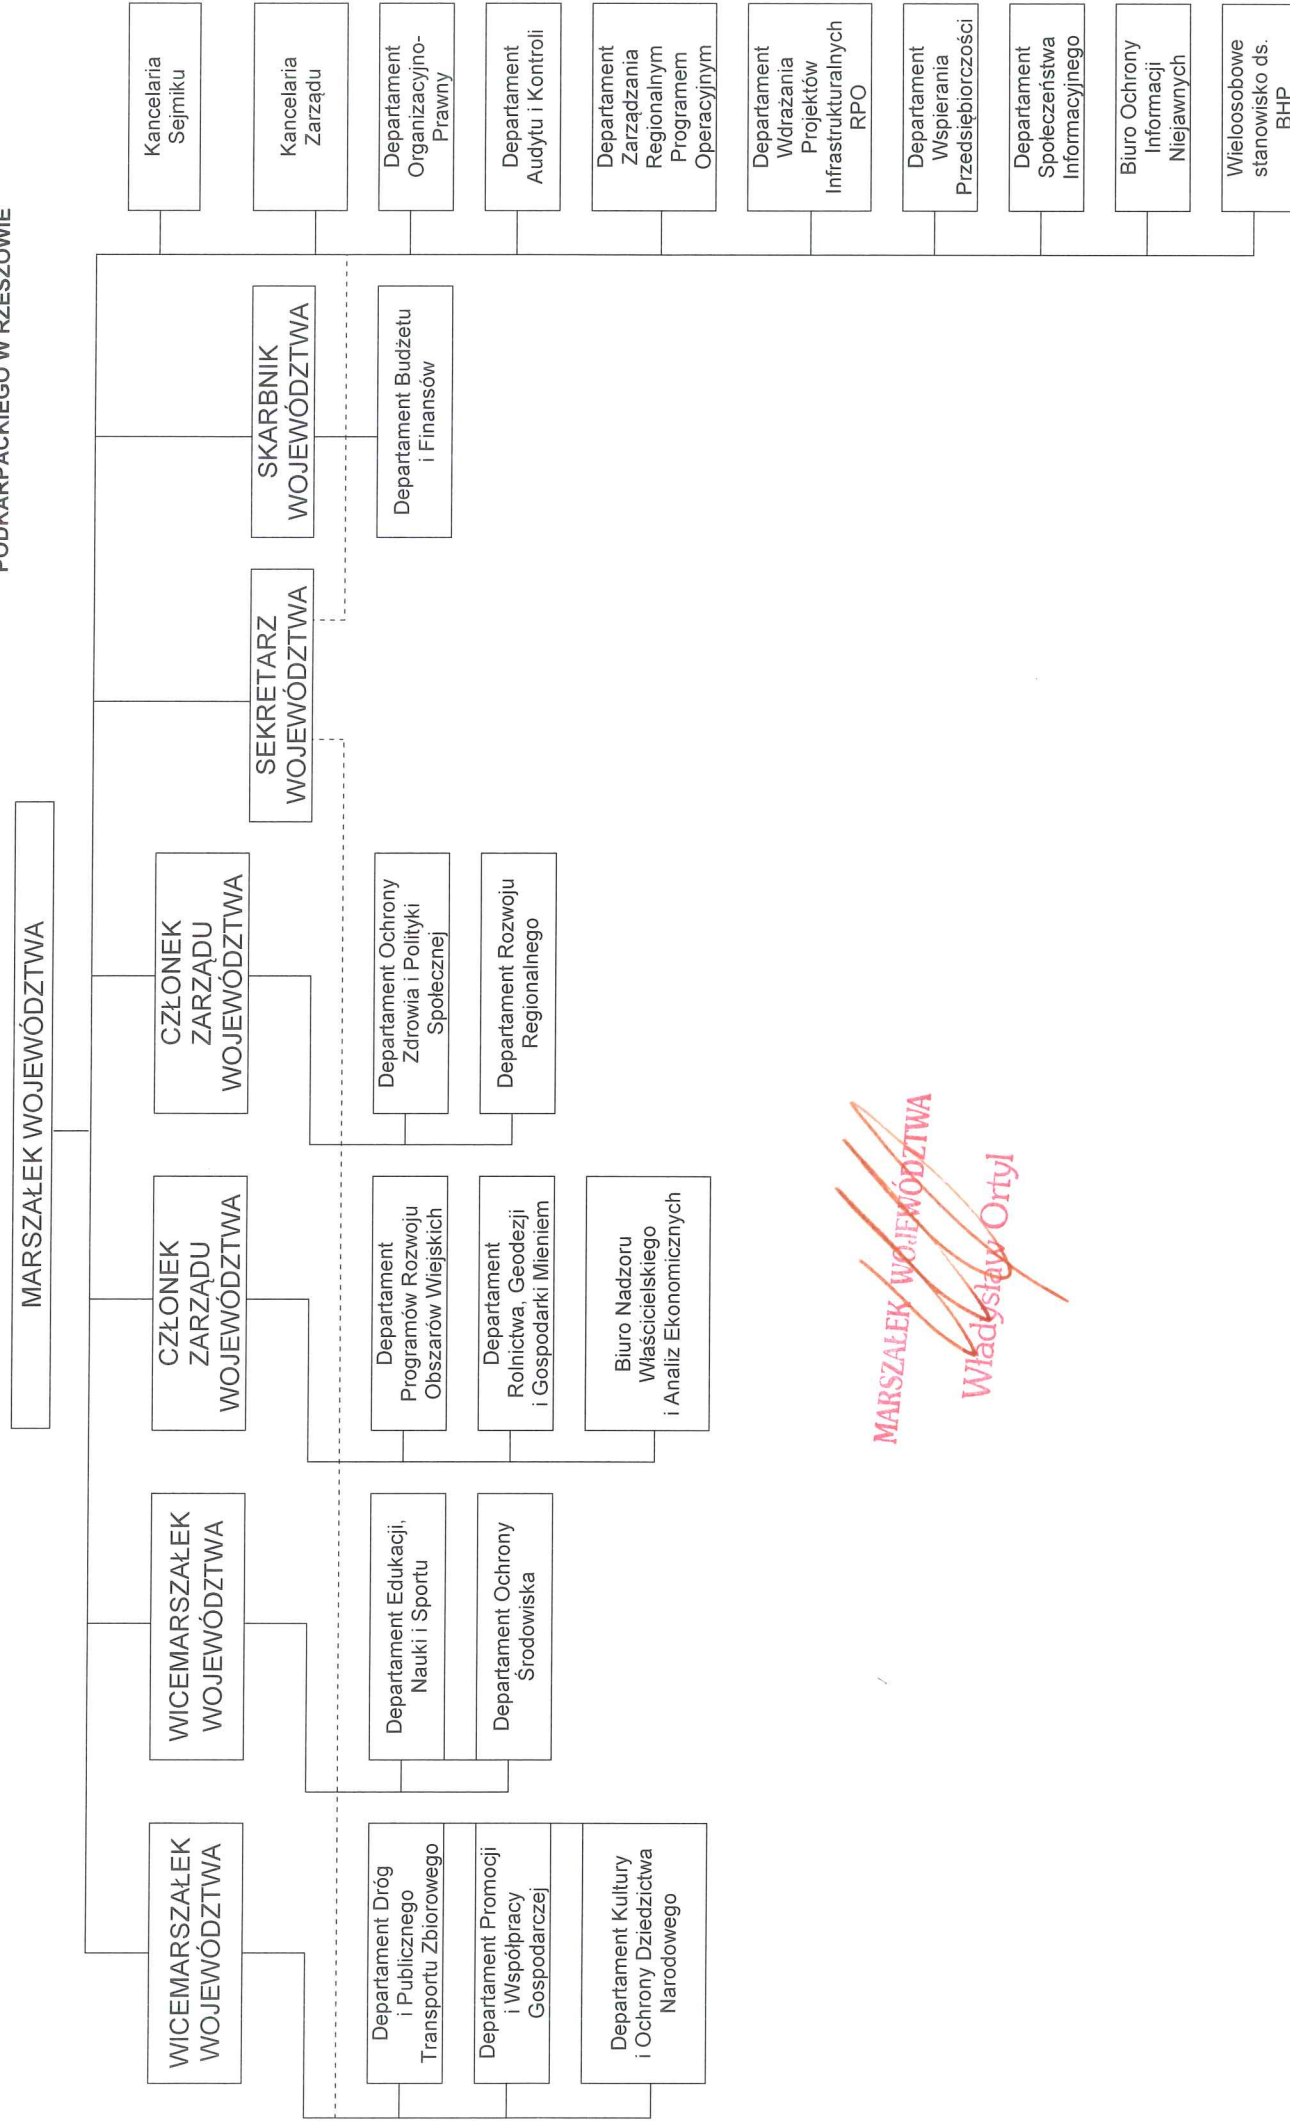 PODKARPACKIEGO W RZESZOWIE
MARSZAŁEK WOJEWÓDZTWA
WICEMARSZAŁEK
WOJEWÓDZTWA
Departament Dróg
i Publicznego
Transportu Zbiorowego
Departament Promocji
i Współpracy
Gospodarczej
Departament Kultury
i Ochrony Dziedzictwa
Narodowego
WICEMARSZAŁEK
WOJEWÓDZTWA
Departament Edukacji,
Nauki i Sportu
Departament Ochrony
Środowiska
CZŁONEK
ZARZĄDU
WOJEWÓDZTWA
Departament
Programów Rozwoju
Obszarów Wiejskich
Departament
Rolnictwa, Geodezji
i Gospodarki Mieniem
Biuro Nadzoru
Właścicielskiego
i Analiz Ekonomicznych
CZŁONEK
ZARZĄDU
WOJEWÓDZTWA
Departament Ochrony
Zdrowia i Polityki
Społecznej
Departament Rozwoju
Regionalnego
SEKRETARZ
WOJEWÓDZTWA
SKARBNIK
WOJEWÓDZTWA
Departament Budżetu
i Finansów
Kancelaria
Sejmiku
Kancelaria
Zarządu
Departament
Organizacyjno-
Prawny
Departament
Audytu i Kontroli
Departament
Zarządzania
Regionalnym
Programem
Operacyjnym
Departament
Wdrażania
Projektów
Infrastrukturalnych
RPO
Departament
Wspierania
Przedsiębiorczości
Departament
Społeczeństwa
Informacyjnego
Biuro Ochrony
Informacji
Niejawnych
Wieloosobowe
stanowisko ds.
BHP
MARSZAŁEK WOJEWÓDZTWA
Władysław Ortyl